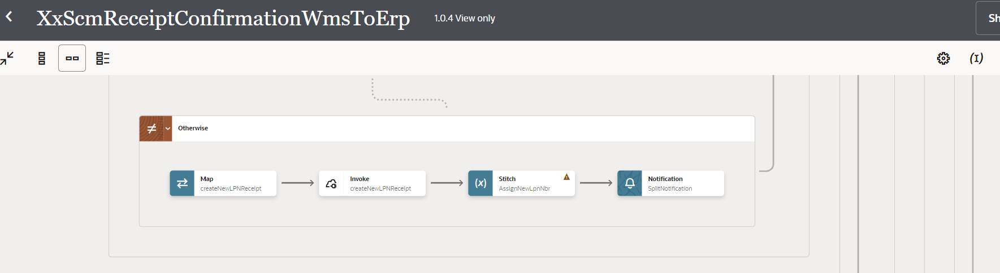 XxScmReceiptConfirmationWmsToErp
1.0.4 View only
Sh
(I)
Otherwise
Map
createNewLPNReceipt
Invoke
createNewLPNReceipt
(x)
Stitch
AssignNewLpnNbr
Notification
SplitNotification